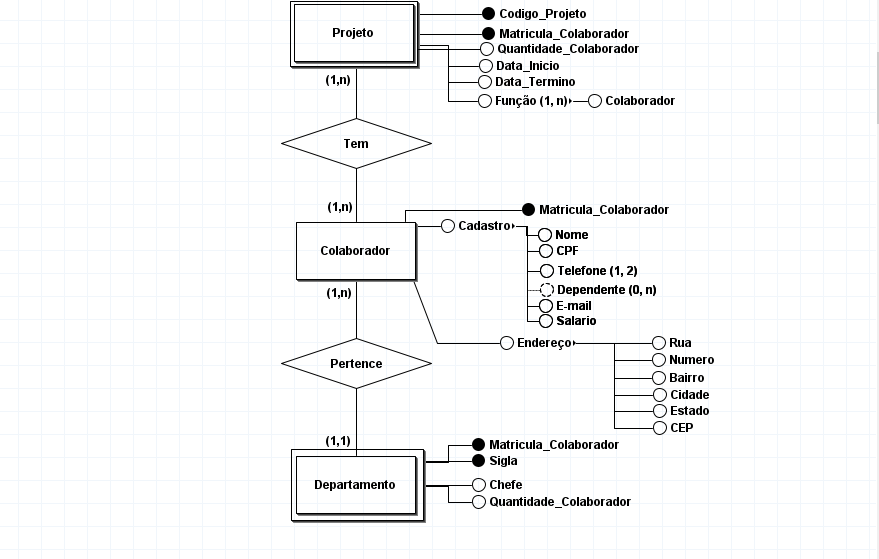 Projeto
Codigo_Projeto
Matricula_Colaborador
Quantidade_Colaborador
Data_Inicio
Data_Termino
Função (1, n)
Colaborador
(1,n)
Tem
(1,n)
Colaborador
Matricula_Colaborador
Cadastro
Nome
CPF
Telefone (1, 2)
Dependente (0, n)
E-mail
Salario
Endereço
Rua
Numero
Bairro
Cidade
Estado
CEP
(1,n)
Pertence
(1,1)
Departamento
Matricula_Colaborador
Sigla
Chefe
Quantidade_Colaborador